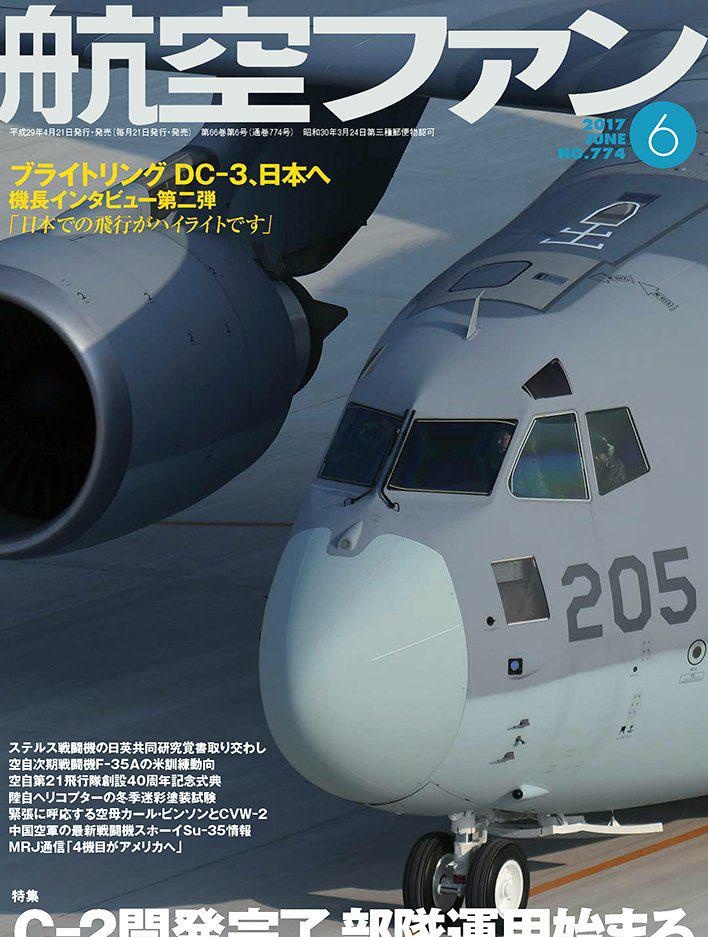 航空ファン
平成29年4月21日発行・発売(毎月21日発行・発売) 第66巻第6号(通巻774号) 昭和30年3月24日第三種郵便物認可
2017
JUNE
NO.774
6
ブライトリング DC-3、日本へ
機長インタビュー第二弾
「日本での飛行がハイライトです」
205
ステルス戦闘機の日英共同研究覚書取り交わし
空自次期戦闘機F-35Aの米訓練動向
空自第21飛行隊創設40周年記念式典
陸自ヘリコプターの冬季迷彩塗装試験
緊張に呼応する空母カール・ビンソンとCVW-2
中国空軍の最新戦闘機スホーイSu-35情報
MRJ通信「4機目がアメリカへ」
特集
C-2開発完了 部隊運用始まる